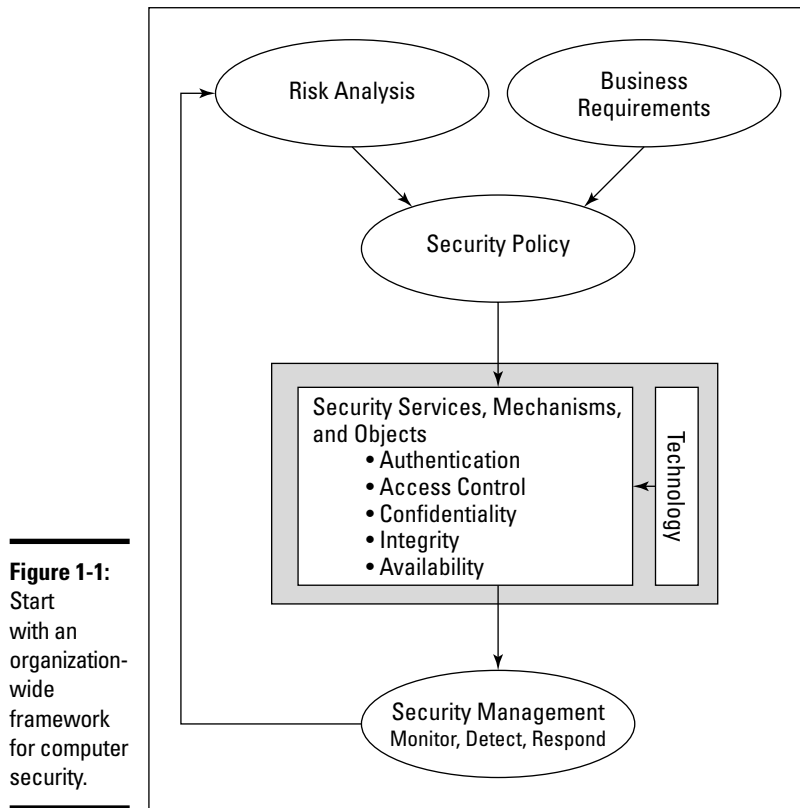 Risk Analysis
Business
Requirements
Security Policy
Security Services, Mechanisms,
and Objects
• Authentication
• Access Control
• Confidentiality
• Integrity
• Availability
Technology
Security Management
Monitor, Detect, Respond
Figure 1-1:
Start
with an
organization-
wide
framework
for computer
security.